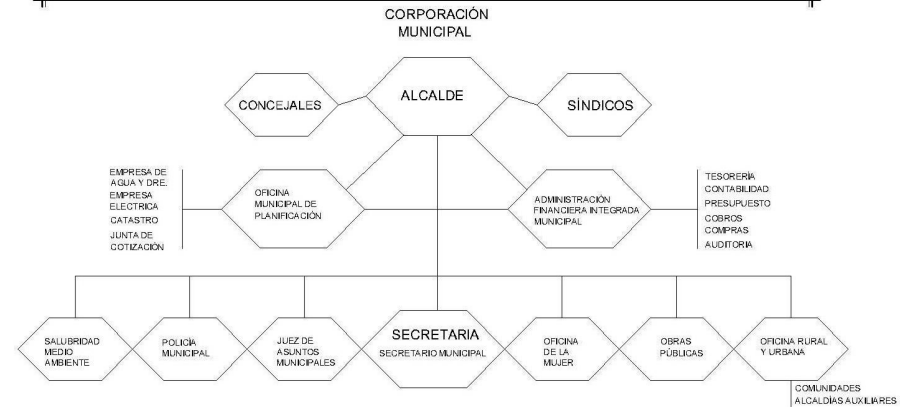 CORPORACIÓN
MUNICIPAL
CONCEJALES
ALCALDE
SÍNDICOS
EMPRESA DE
AGUA Y DRE.
EMPRESA
ELECTRICA
CATASTRO
JUNTA DE
COTIZACIÓN
OFICINA
MUNICIPAL DE
PLANIFICACIÓN
ADMINISTRACIÓN
FINANCIERA INTEGRADA
MUNICIPAL
TESORERÍA
CONTABILIDAD
PRESUPUESTO
COBROS
COMPRAS
AUDITORIA
SALUBRIDAD
MEDIO
AMBIENTE
POLICÍA
MUNICIPAL
JUEZ DE
ASUNTOS
MUNICIPALES
SECRETARIA
SECRETARIO MUNICIPAL
OFICINA
DE LA
MUJER
OBRAS
PÚBLICAS
OFICINA RURAL
Y URBANA
COMUNIDADES
ALCALDÍAS AUXILIARES